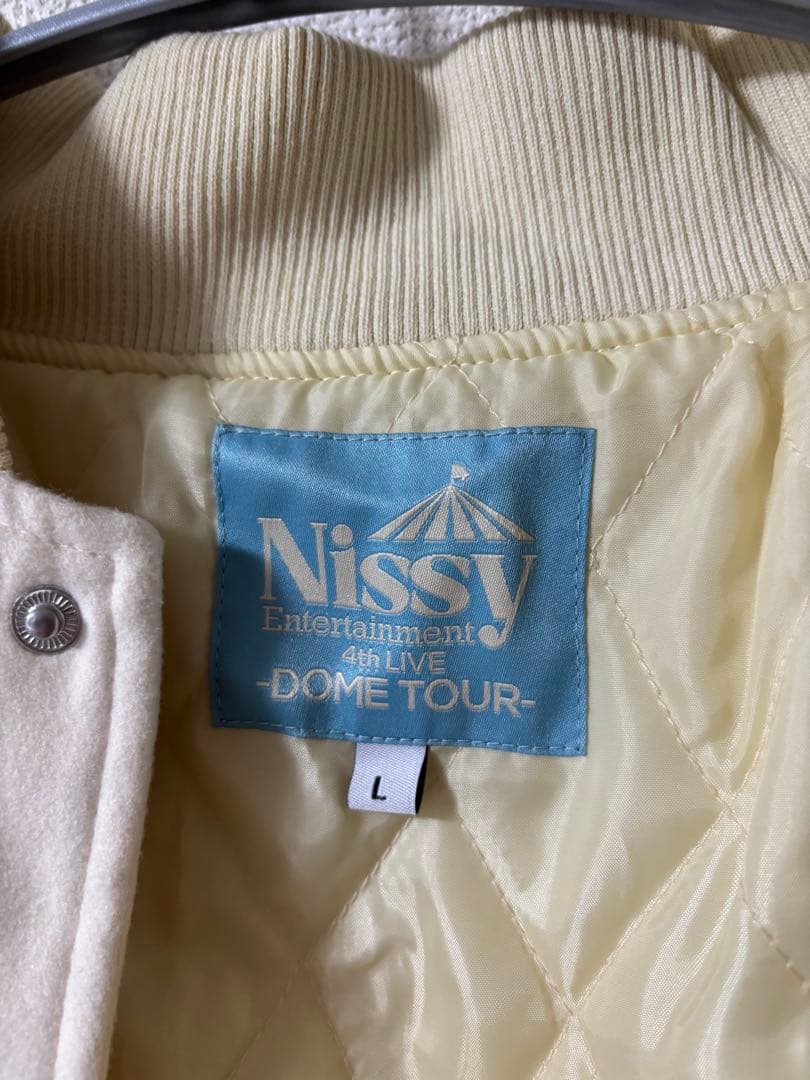 Nissy
Entertainment
4th LIVE
-DOME TOUR-
L